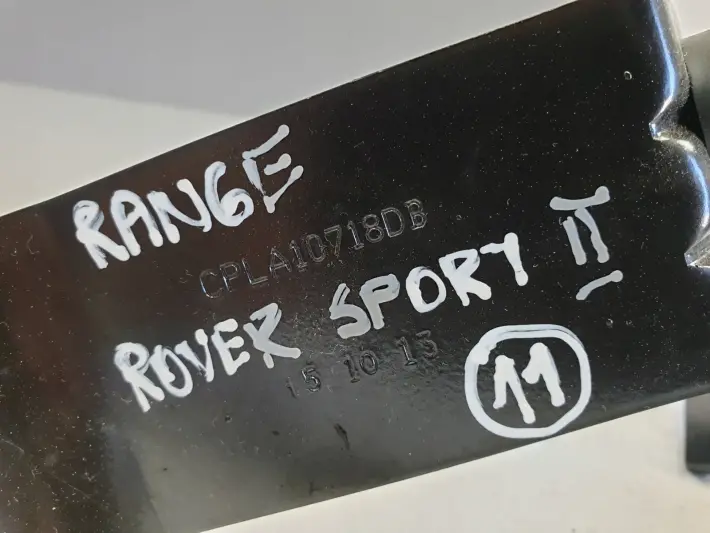 RANGE
CPLA10718DB
ROVER SPORT II
15 10 13
11